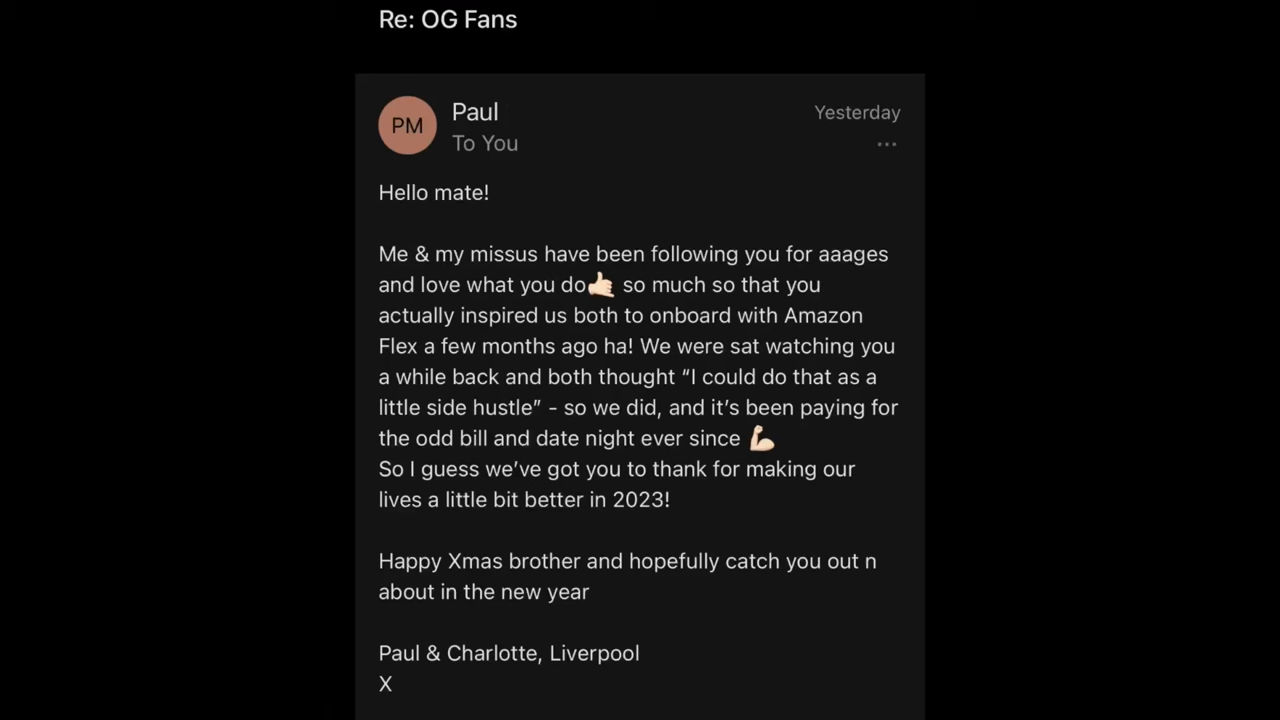 Re: OG Fans
PM
Paul
Yesterday
To You
...
Hello mate!
Me & my missus have been following you for aaages
and love what you do🤙🏻 so much so that you
actually inspired us both to onboard with Amazon
Flex a few months ago ha! We were sat watching you
a while back and both thought “I could do that as a
little side hustle” - so we did, and it’s been paying for
the odd bill and date night ever since 💪🏻
So I guess we’ve got you to thank for making our
lives a little bit better in 2023!
Happy Xmas brother and hopefully catch you out n
about in the new year
Paul & Charlotte, Liverpool
X